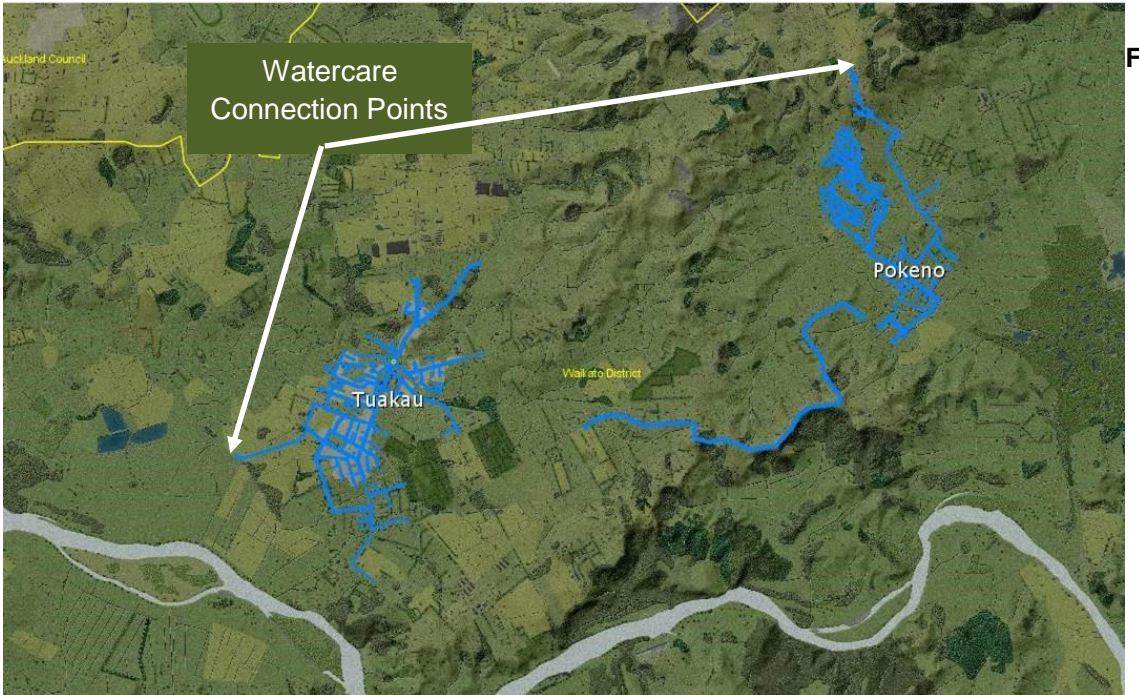 Auckland Council
Watercare
Connection Points
F
Pokeno
Waikato District
Tuakau